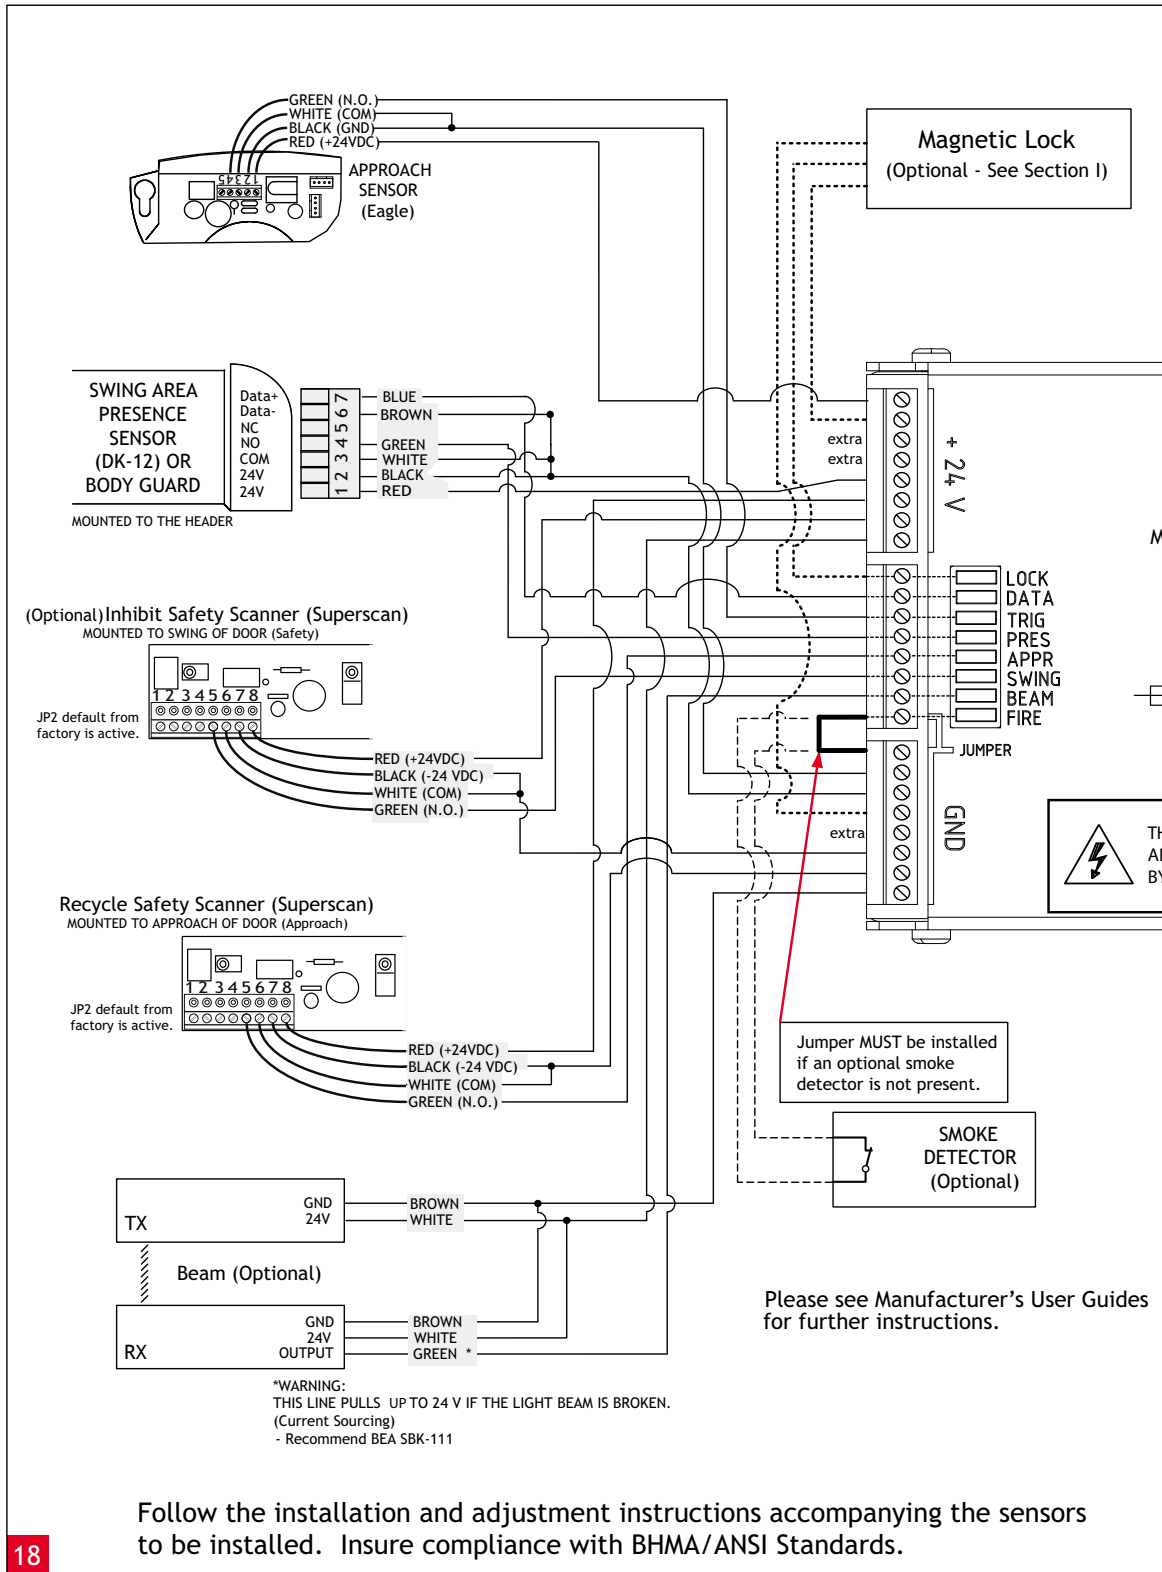 GREEN (N.O.)
WHITE (COM)
BLACK (GND)
RED (+24VDC)
5 4 3 2 1
APPROACH
SENSOR
(Eagle)
Magnetic Lock
(Optional - See Section I)
SWING AREA
PRESENCE
SENSOR
(DK-12) OR
BODY GUARD
Data+
Data-
NC
NO
COM
24V
24V
7
6
5
4
3
2
1
BLUE
BROWN
GREEN
WHITE
BLACK
RED
MOUNTED TO THE HEADER
extra
extra
+ 24 V
M
(Optional) Inhibit Safety Scanner (Superscan)
MOUNTED TO SWING OF DOOR (Safety)
1 2 3 4 5 6 7 8
JP2 default from
factory is active.
RED (+24VDC)
BLACK (-24 VDC)
WHITE (COM)
GREEN (N.O.)
LOCK
DATA
TRIG
PRES
APPR
SWING
BEAM
FIRE
JUMPER
extra
GND
TH
AR
BY
Recycle Safety Scanner (Superscan)
MOUNTED TO APPROACH OF DOOR (Approach)
1 2 3 4 5 6 7 8
JP2 default from
factory is active.
RED (+24VDC)
BLACK (-24 VDC)
WHITE (COM)
GREEN (N.O.)
Jumper MUST be installed
if an optional smoke
detector is not present.
SMOKE
DETECTOR
(Optional)
TX
GND
24V
BROWN
WHITE
Beam (Optional)
RX
GND
24V
OUTPUT
BROWN
WHITE
GREEN *
Please see Manufacturer’s User Guides
for further instructions.
*WARNING:
THIS LINE PULLS UP TO 24 V IF THE LIGHT BEAM IS BROKEN.
(Current Sourcing)
- Recommend BEA SBK-111
Follow the installation and adjustment instructions accompanying the sensors
to be installed. Insure compliance with BHMA/ANSI Standards.
18